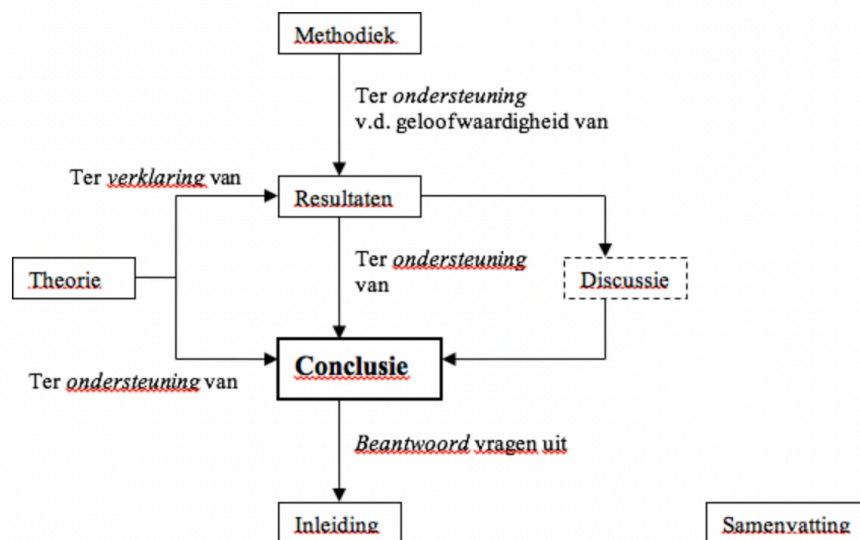 Methodiek
Ter ondersteuning
v.d. geloofwaardigheid van
Ter verklaring van
Resultaten
Ter ondersteuning
van
Theorie
Discussie
Conclusie
Ter ondersteuning van
Beantwoord vragen uit
Inleiding
Samenvatting